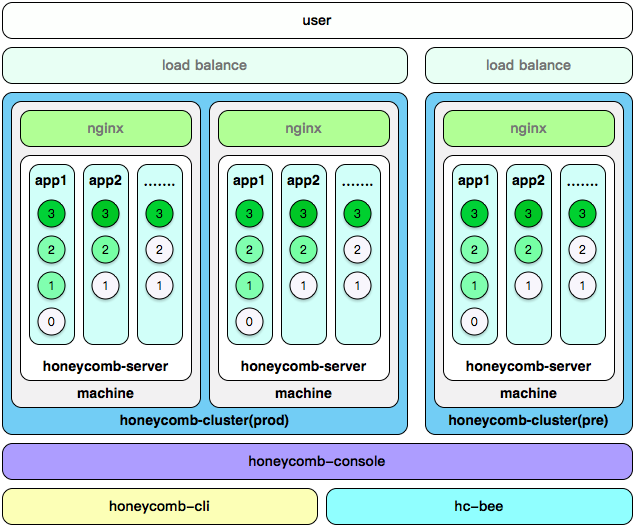 user
load balance
load balance
nginx
nginx
nginx
app1 app2 .......
app1 app2 .......
app1 app2 .......
3 3 3
3 3 3
3 3 3
2 2 2
2 2 2
2 2 2
1 1 1
1 1 1
1 1 1
0
0
0
honeycomb-server
honeycomb-server
honeycomb-server
machine
machine
machine
honeycomb-cluster(prod)
honeycomb-cluster(pre)
honeycomb-console
honeycomb-cli
hc-bee